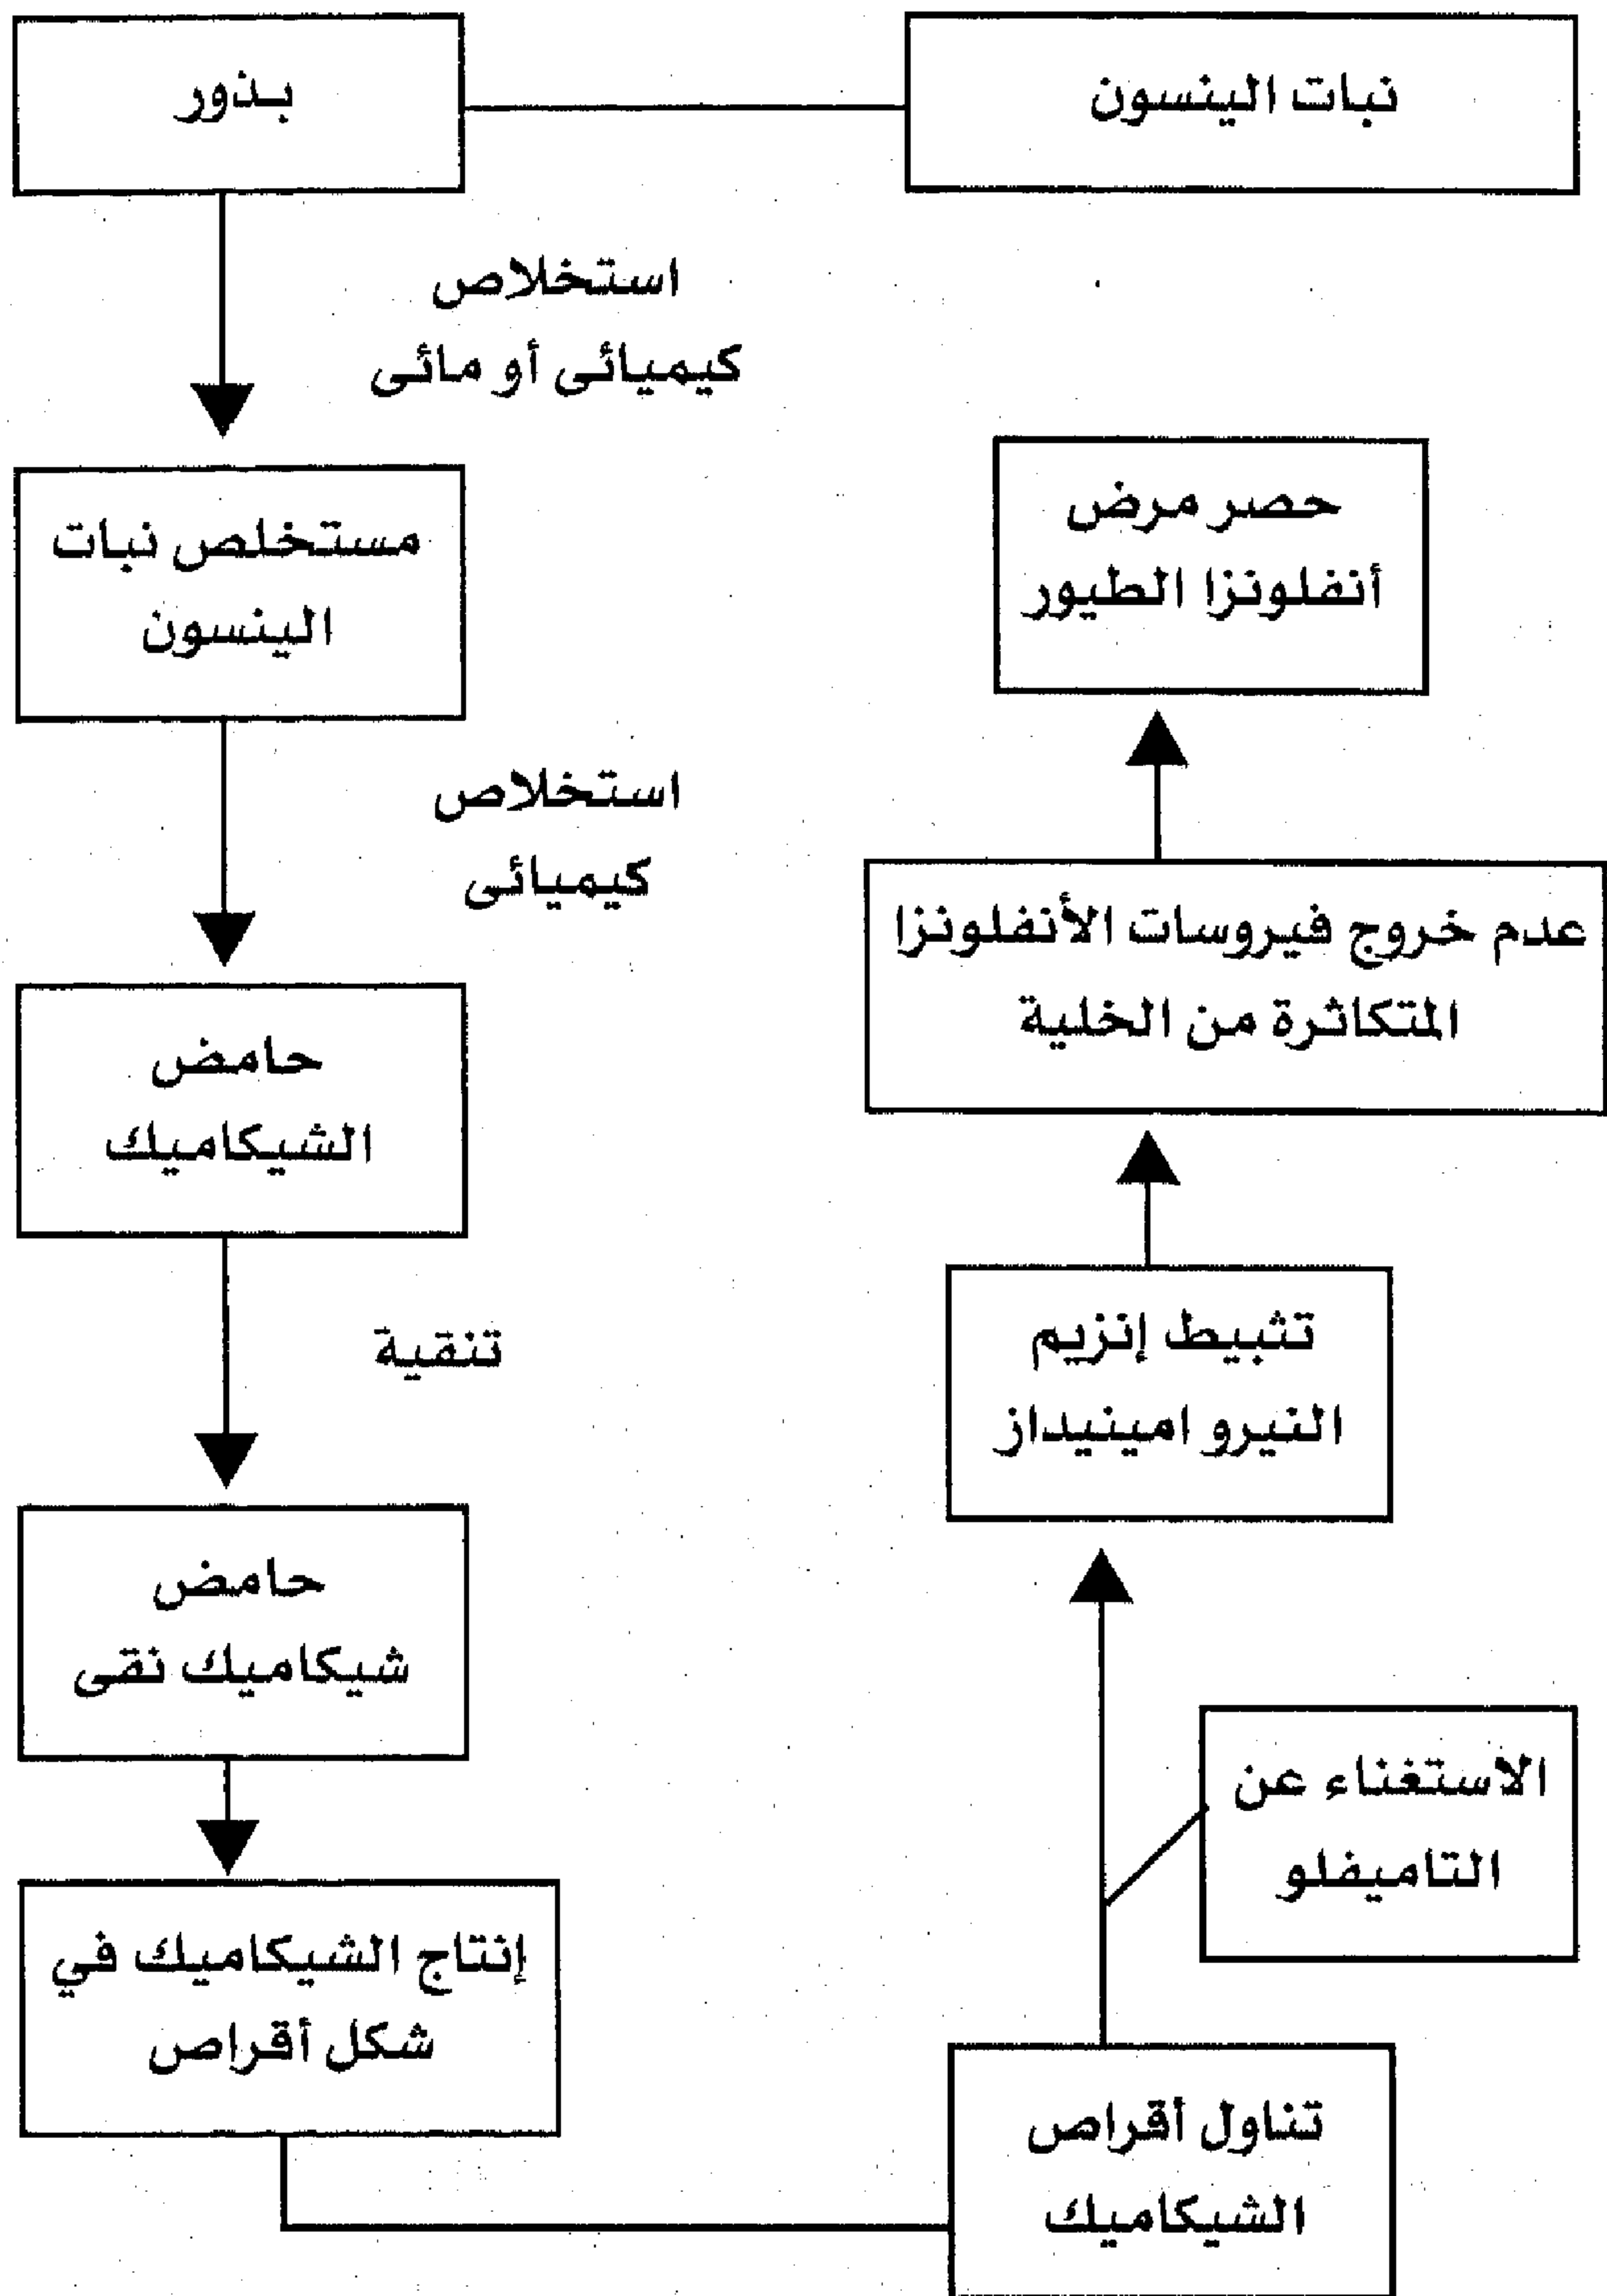 نبات الينسون
بذور
استخلاص
كيميائى أو مائى
مستخلص نبات
الينسون
استخلاص
كيميائى
حامض
الشيكاميك
تنقية
حامض
شيكاميك نقى
إنتاج الشيكاميك في
شكل أقراص
تناول أقراص
الشيكاميك
الاستغناء عن
التاميفلو
تثبيط إنزيم
النيرو امينيداز
عدم خروج فيروسات الأنفلونزا
المتكاثرة من الخلية
حصر مرض
أنفلونزا الطيور